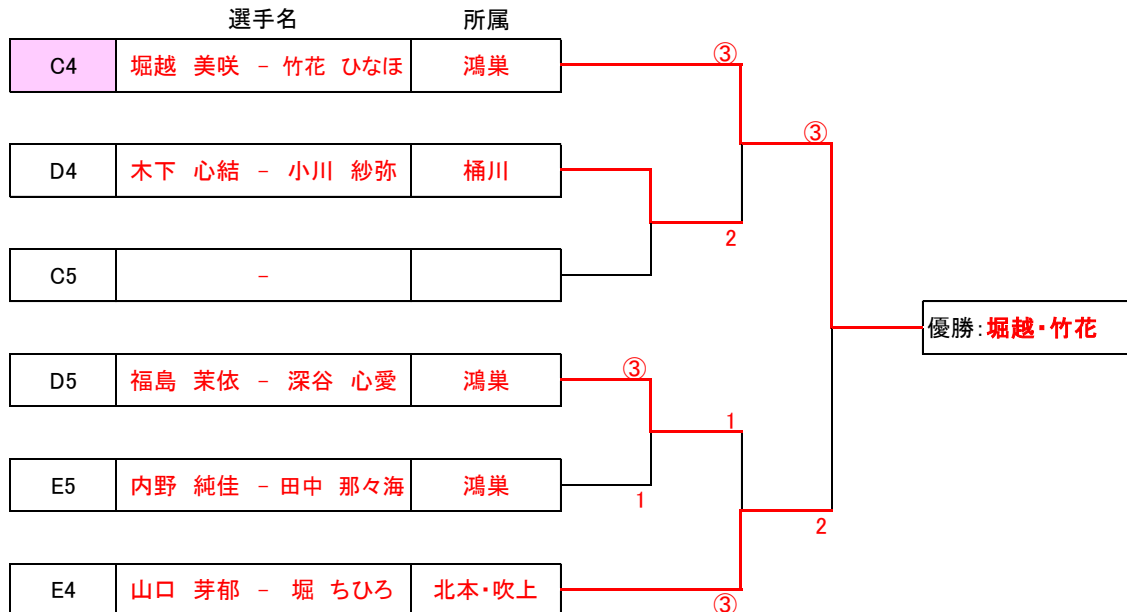 選手名 所属
C4 堀越 美咲 － 竹花 ひなほ 鴻巣 ③
③
D4 木下 心結 － 小川 紗弥 桶川
2
C5 －
優勝：堀越・竹花
D5 福島 茉依 － 深谷 心愛 鴻巣 ③
1
E5 内野 純佳 － 田中 那々海 鴻巣 1
2
E4 山口 芽郁 － 堀 ちひろ 北本・吹上 ③